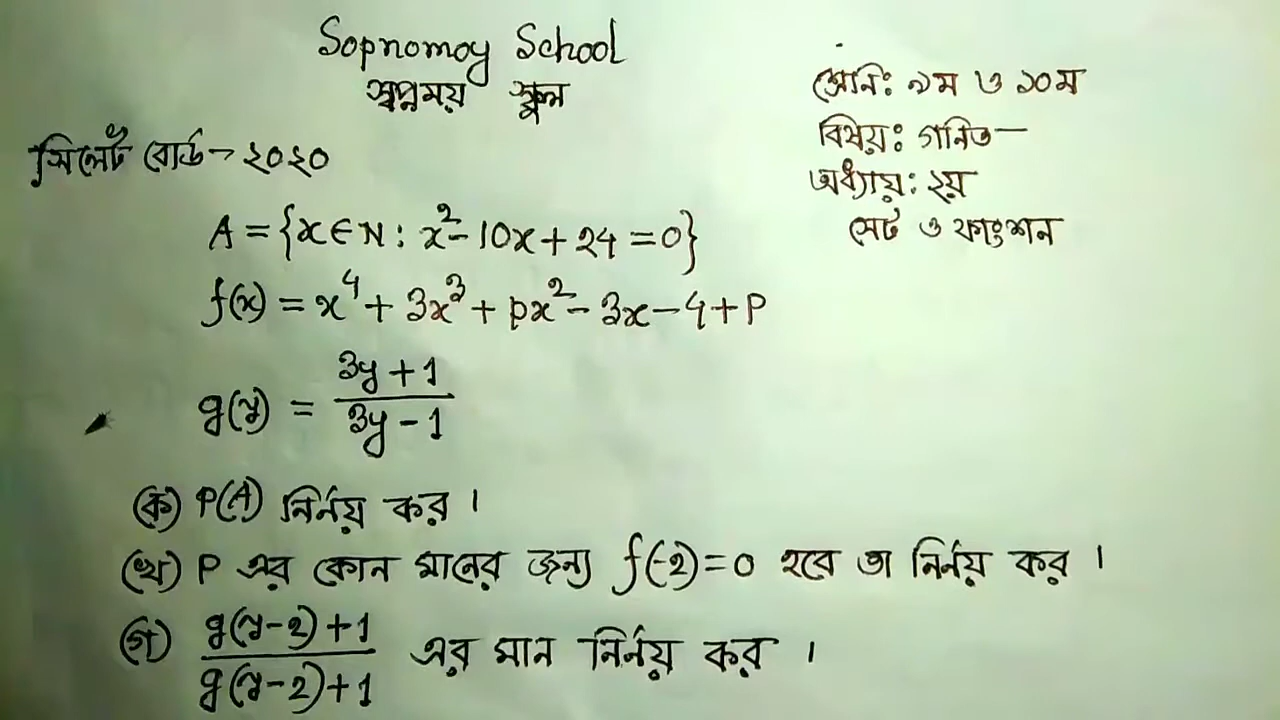 Sopnomoy School
স্বপ্নময় স্কুল
শ্রেনি: ৯ম ও ১০ম
বিষয়: গনিত
অধ্যায়: ২য়
সেট ও ফাংশন
সিলেট বোর্ড → ২০২০
A = {x ∈ N : x² - 10x + 24 = 0}
f(x) = x⁴ + 3x³ + px² - 3x - 4 + P
g(y) = (3y + 1)/(3y - 1)
(ক) P(A) নির্নয় কর ।
(খ) P এর কোন মানের জন্য f(-2) = 0 হবে তা নির্নয় কর ।
(গ) (g(y-2)+1)/(g(y-2)+1) এর মান নির্নয় কর ।